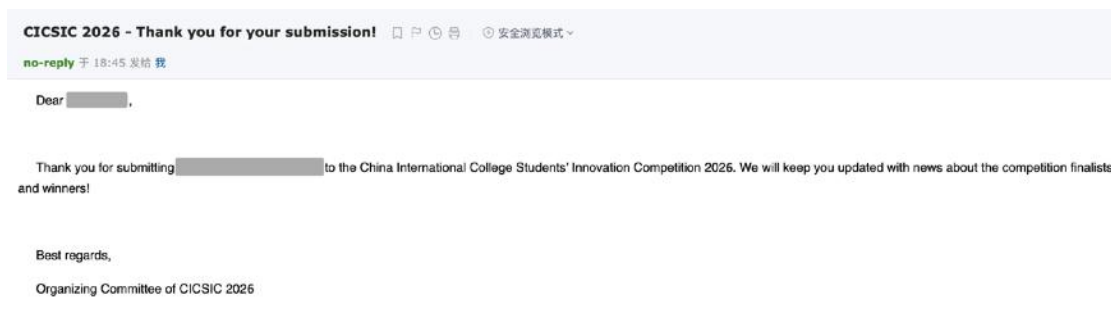 CICSIC 2026 - Thank you for your submission! 安全浏览模式
no-reply 于 18:45 发给 我
Dear ,
Thank you for submitting to the China International College Students' Innovation Competition 2026. We will keep you updated with news about the competition finalists
and winners!
Best regards,
Organizing Committee of CICSIC 2026